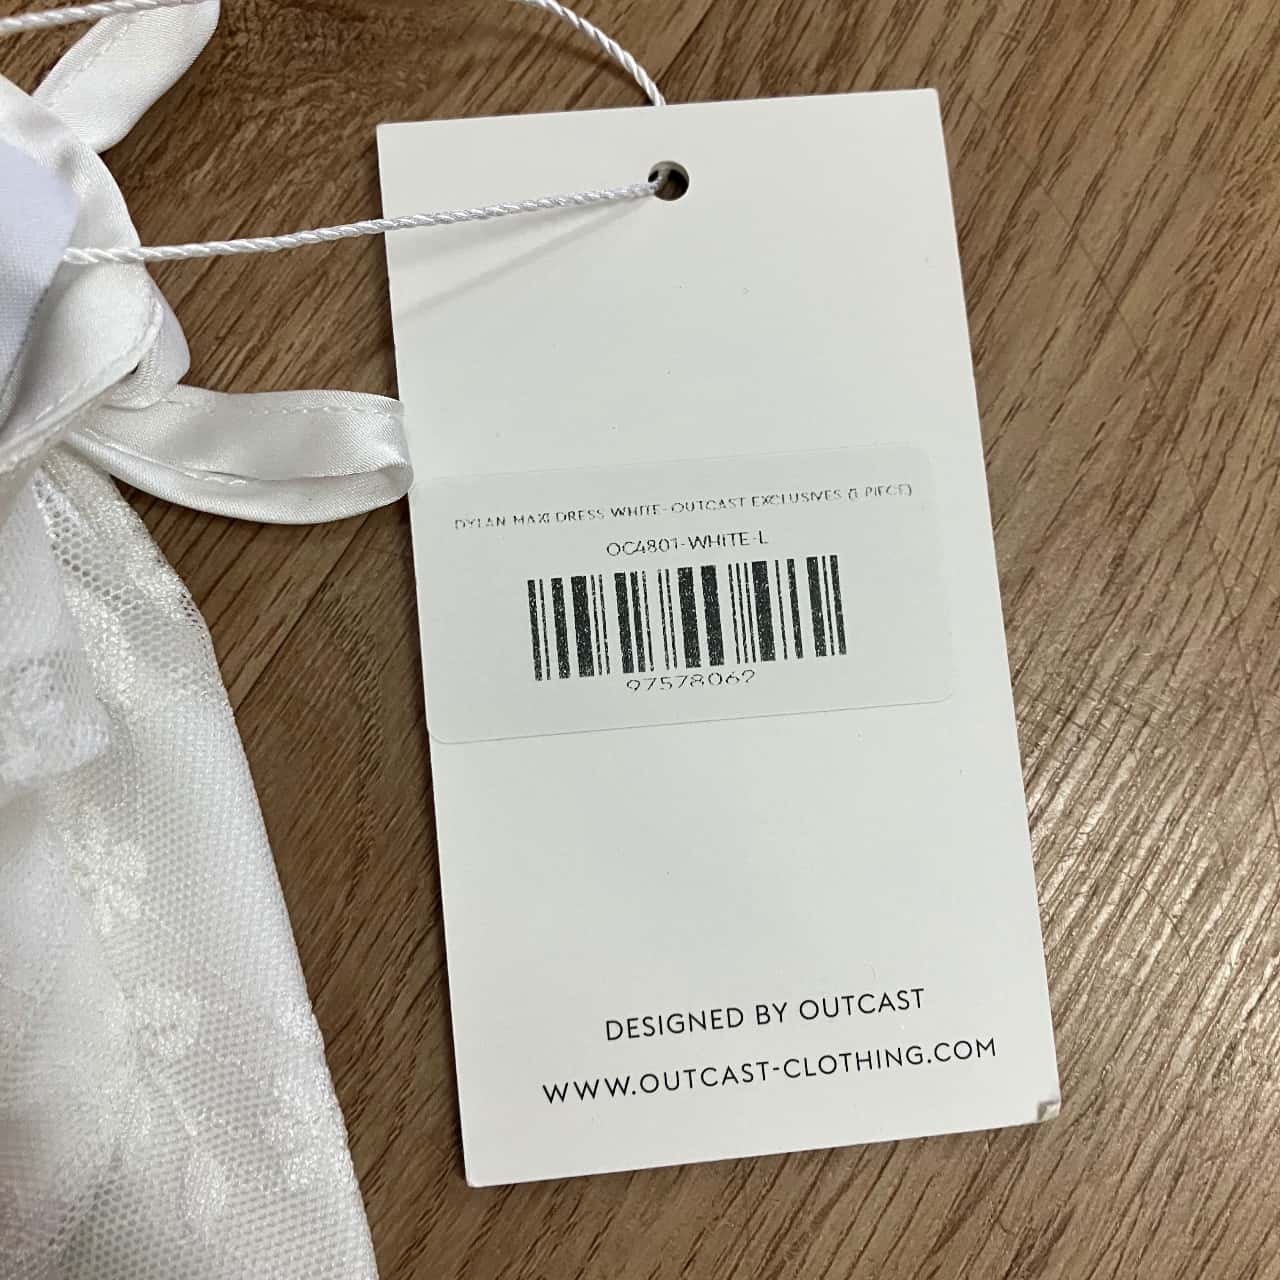 DYLAN MAXI DRESS WHITE-OUTCAST EXCLUSIVES (1 PIECE)
OC4801-WHITE-L
97578062
DESIGNED BY OUTCAST
WWW.OUTCAST-CLOTHING.COM